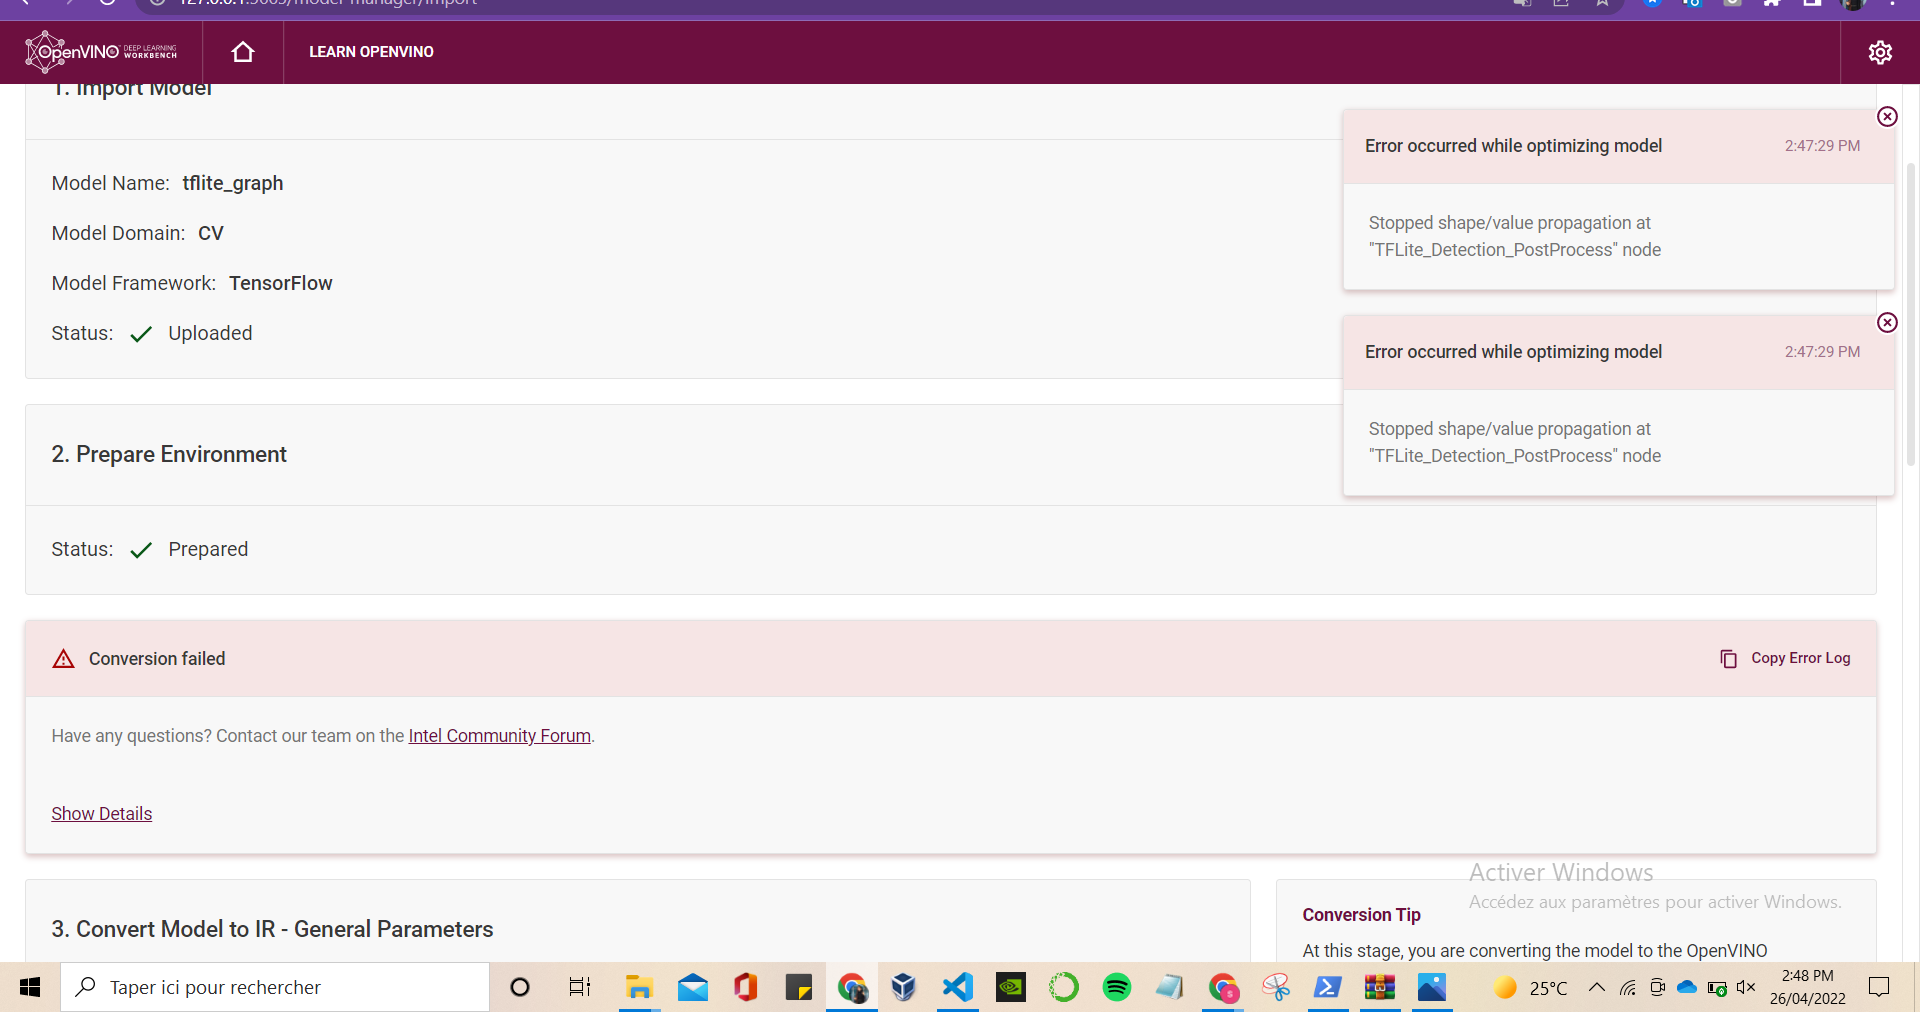 127.0.0.1:5665/model-manager/import
OpenVINO DEEP LEARNING WORKBENCH
LEARN OPENVINO
1. Import Model
Model Name: tflite_graph
Model Domain: CV
Model Framework: TensorFlow
Status: Uploaded
Error occurred while optimizing model 2:47:29 PM
Stopped shape/value propagation at
"TFLite_Detection_PostProcess" node
Error occurred while optimizing model 2:47:29 PM
Stopped shape/value propagation at
"TFLite_Detection_PostProcess" node
2. Prepare Environment
Status: Prepared
Conversion failed
Copy Error Log
Have any questions? Contact our team on the Intel Community Forum.
Show Details
3. Convert Model to IR - General Parameters
Conversion Tip
At this stage, you are converting the model to the OpenVINO
Activer Windows
Accédez aux paramètres pour activer Windows.
Taper ici pour rechercher
25°C
2:48 PM
26/04/2022